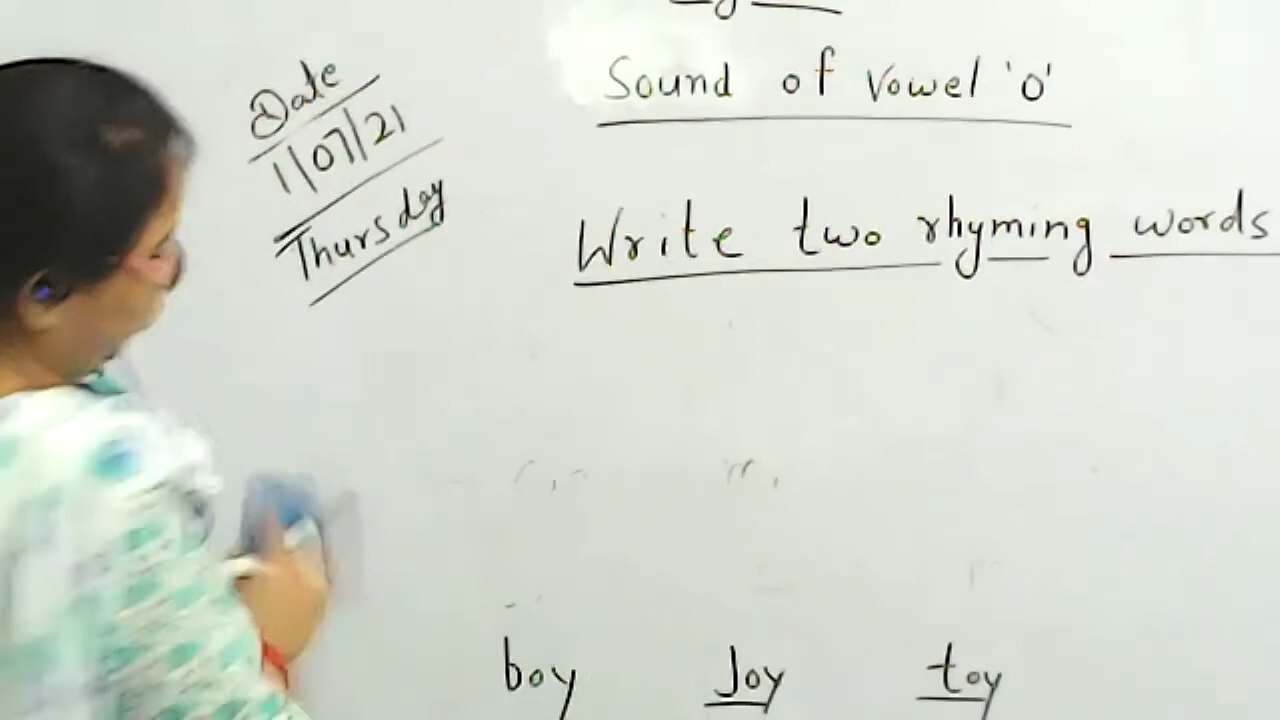 Date
1/07/21
Thursday
Sound of Vowel 'o'
Write two rhyming words
boy Joy toy